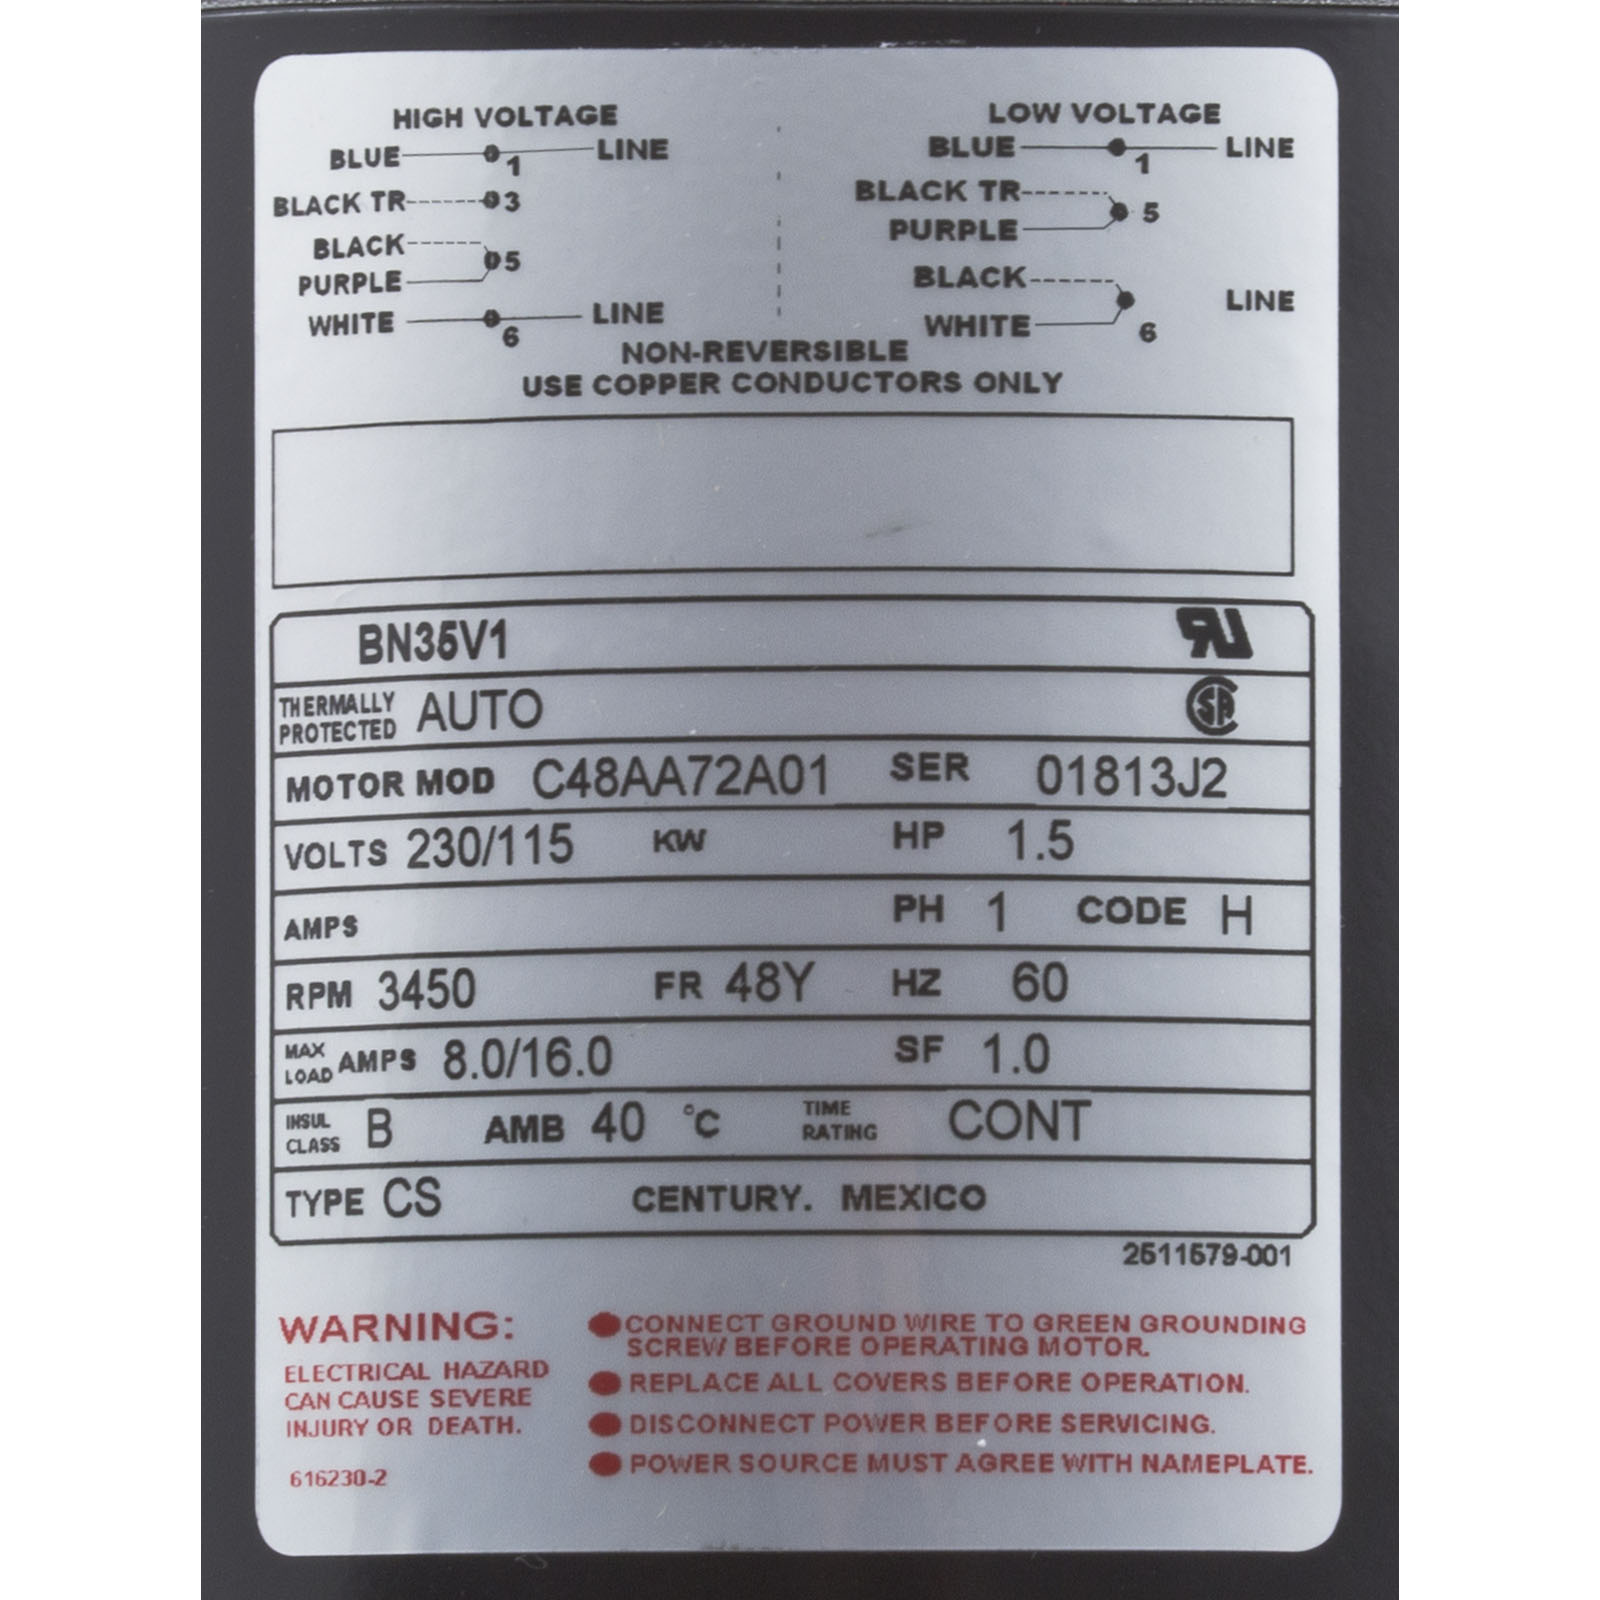 HIGH VOLTAGE
BLUE 1 LINE
BLACK TR 3
BLACK
PURPLE 5
WHITE 6 LINE
LOW VOLTAGE
BLUE 1 LINE
BLACK TR
PURPLE 5
BLACK
WHITE 6 LINE
NON-REVERSIBLE
USE COPPER CONDUCTORS ONLY
BN35V1
THERMALLY PROTECTED AUTO
MOTOR MOD C48AA72A01 SER 01813J2
VOLTS 230/115 KW HP 1.5
AMPS PH 1 CODE H
RPM 3450 FR 48Y HZ 60
MAX LOAD AMPS 8.0/16.0 SF 1.0
INSUL CLASS B AMB 40 °C TIME RATING CONT
TYPE CS CENTURY. MEXICO
2511579-001
WARNING:
ELECTRICAL HAZARD
CAN CAUSE SEVERE
INJURY OR DEATH.
616230-2
● CONNECT GROUND WIRE TO GREEN GROUNDING
SCREW BEFORE OPERATING MOTOR.
● REPLACE ALL COVERS BEFORE OPERATION.
● DISCONNECT POWER BEFORE SERVICING.
● POWER SOURCE MUST AGREE WITH NAMEPLATE.